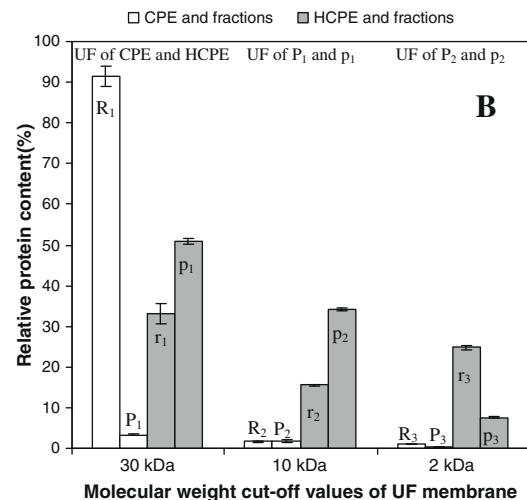 CPE and fractions HCPE and fractions
UF of CPE and HCPE UF of P₁ and p₁ UF of P₂ and p₂
B
Relative protein content(%)
100
90
80
70
60
50
40
30
20
10
0
R₁
P₁
r₁
p₁
R₂
P₂
r₂
p₂
R₃
P₃
r₃
p₃
30 kDa 10 kDa 2 kDa
Molecular weight cut-off values of UF membrane